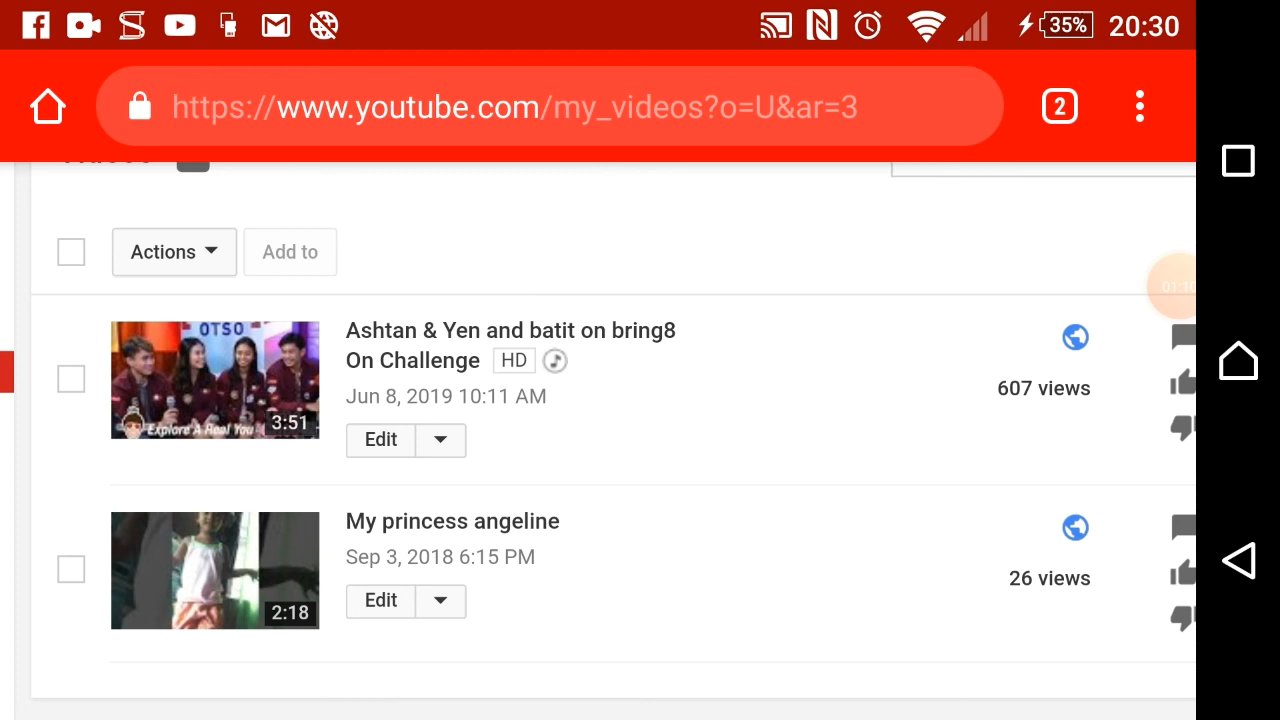 35%
20:30
https://www.youtube.com/my_videos?o=U&ar=3
2
Actions
Add to
01:10
OTSO
Explore A Real You
3:51
Ashtan & Yen and batit on bring8
On Challenge HD
Jun 8, 2019 10:11 AM
Edit
607 views
2:18
My princess angeline
Sep 3, 2018 6:15 PM
Edit
26 views